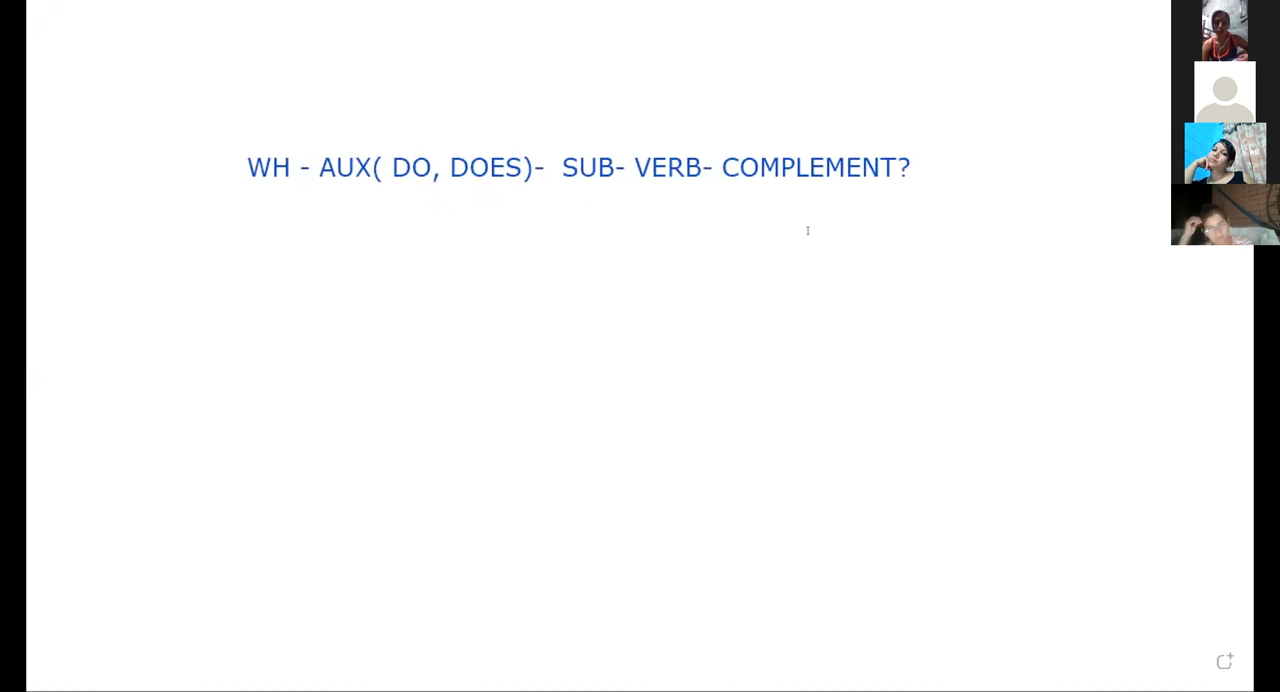 WH - AUX( DO, DOES)-  SUB- VERB- COMPLEMENT?